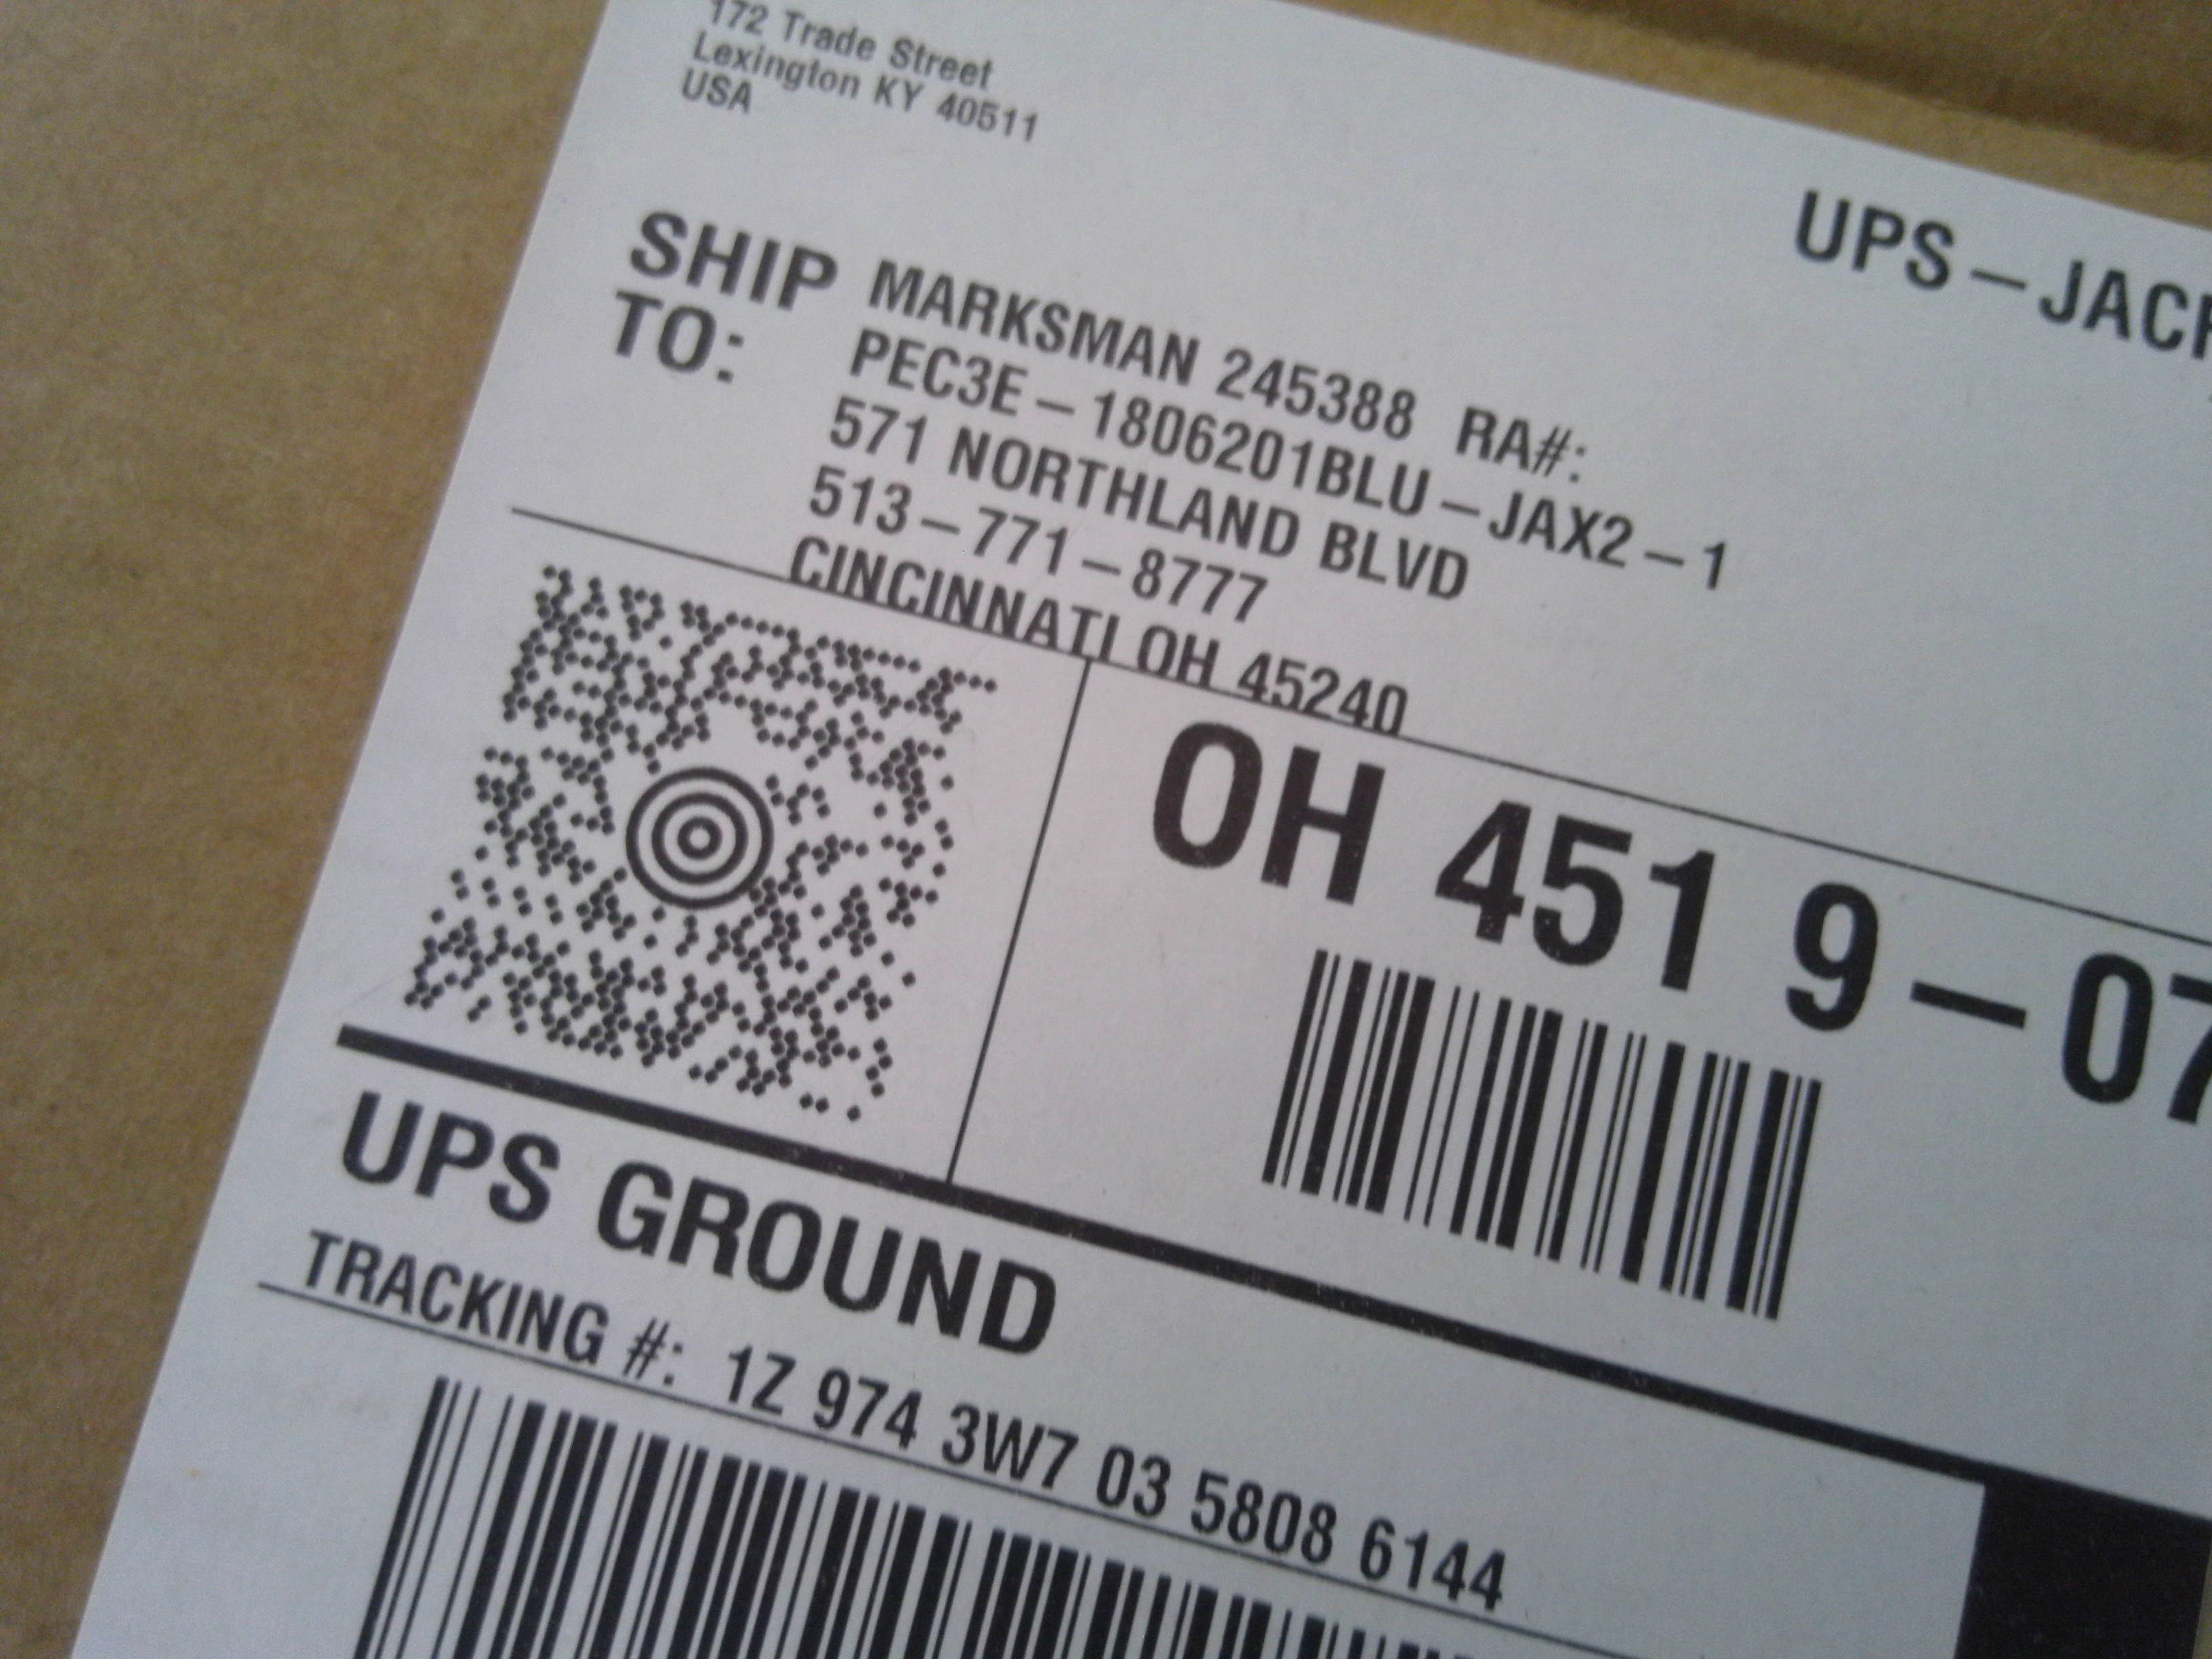 172 Trade Street
Lexington KY 40511
USA
UPS – JACK
SHIP TO:
MARKSMAN 245388 RA#:
PEC3E – 1806201BLU – JAX2 – 1
571 NORTHLAND BLVD
513 – 771 – 8777
CINCINNATI OH 45240
OH 451 9 – 07
UPS GROUND
TRACKING #: 1Z 974 3W7 03 5808 6144